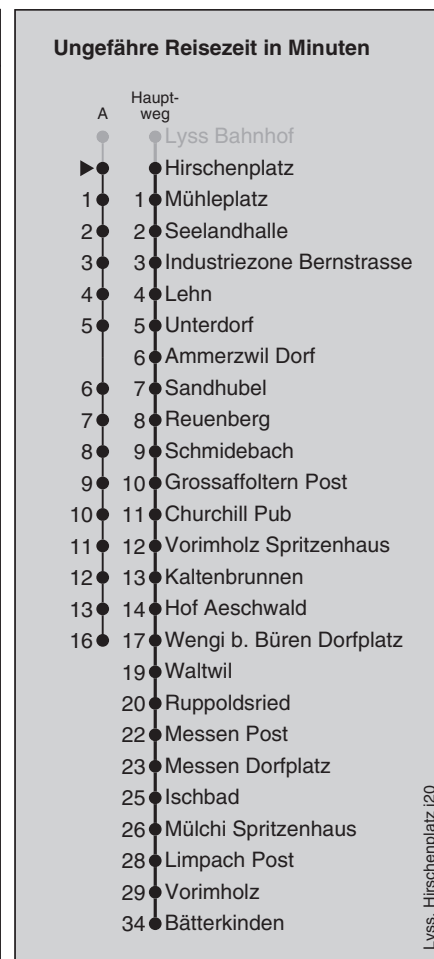 Ungefähre Reisezeit in Minuten
A Haupt-
weg
Lyss Bahnhof
Hirschenplatz
1 1 Mühleplatz
2 2 Seelandhalle
3 3 Industriezone Bernstrasse
4 4 Lehn
5 5 Unterdorf
6 Ammerzwil Dorf
6 7 Sandhubel
7 8 Reuenberg
8 9 Schmidebach
9 10 Grossaffoltern Post
10 11 Churchill Pub
11 12 Vorimholz Spritzenhaus
12 13 Kaltenbrunnen
13 14 Hof Aeschwald
16 17 Wengi b. Büren Dorfplatz
19 Waltwil
20 Ruppoldsried
22 Messen Post
23 Messen Dorfplatz
25 Ischbad
26 Mülchi Spritzenhaus
28 Limpach Post
29 Vorimholz
34 Bätterkinden
Lyss, Hirschenplatz j20